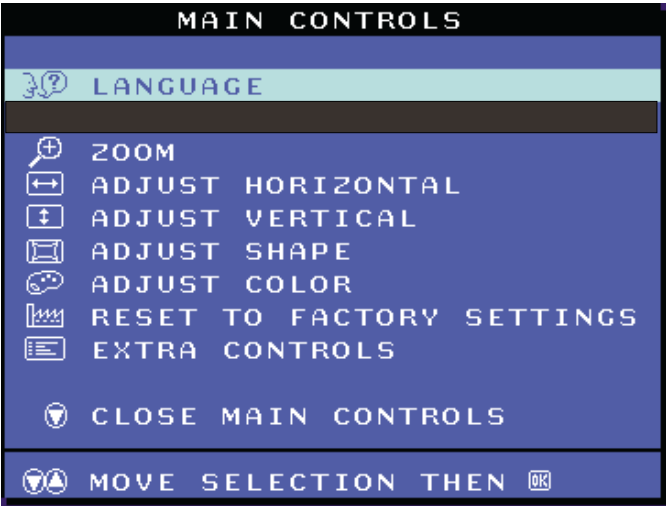 MAIN CONTROLS
LANGUAGE
ZOOM
ADJUST HORIZONTAL
ADJUST VERTICAL
ADJUST SHAPE
ADJUST COLOR
RESET TO FACTORY SETTINGS
EXTRA CONTROLS
CLOSE MAIN CONTROLS
MOVE SELECTION THEN OK